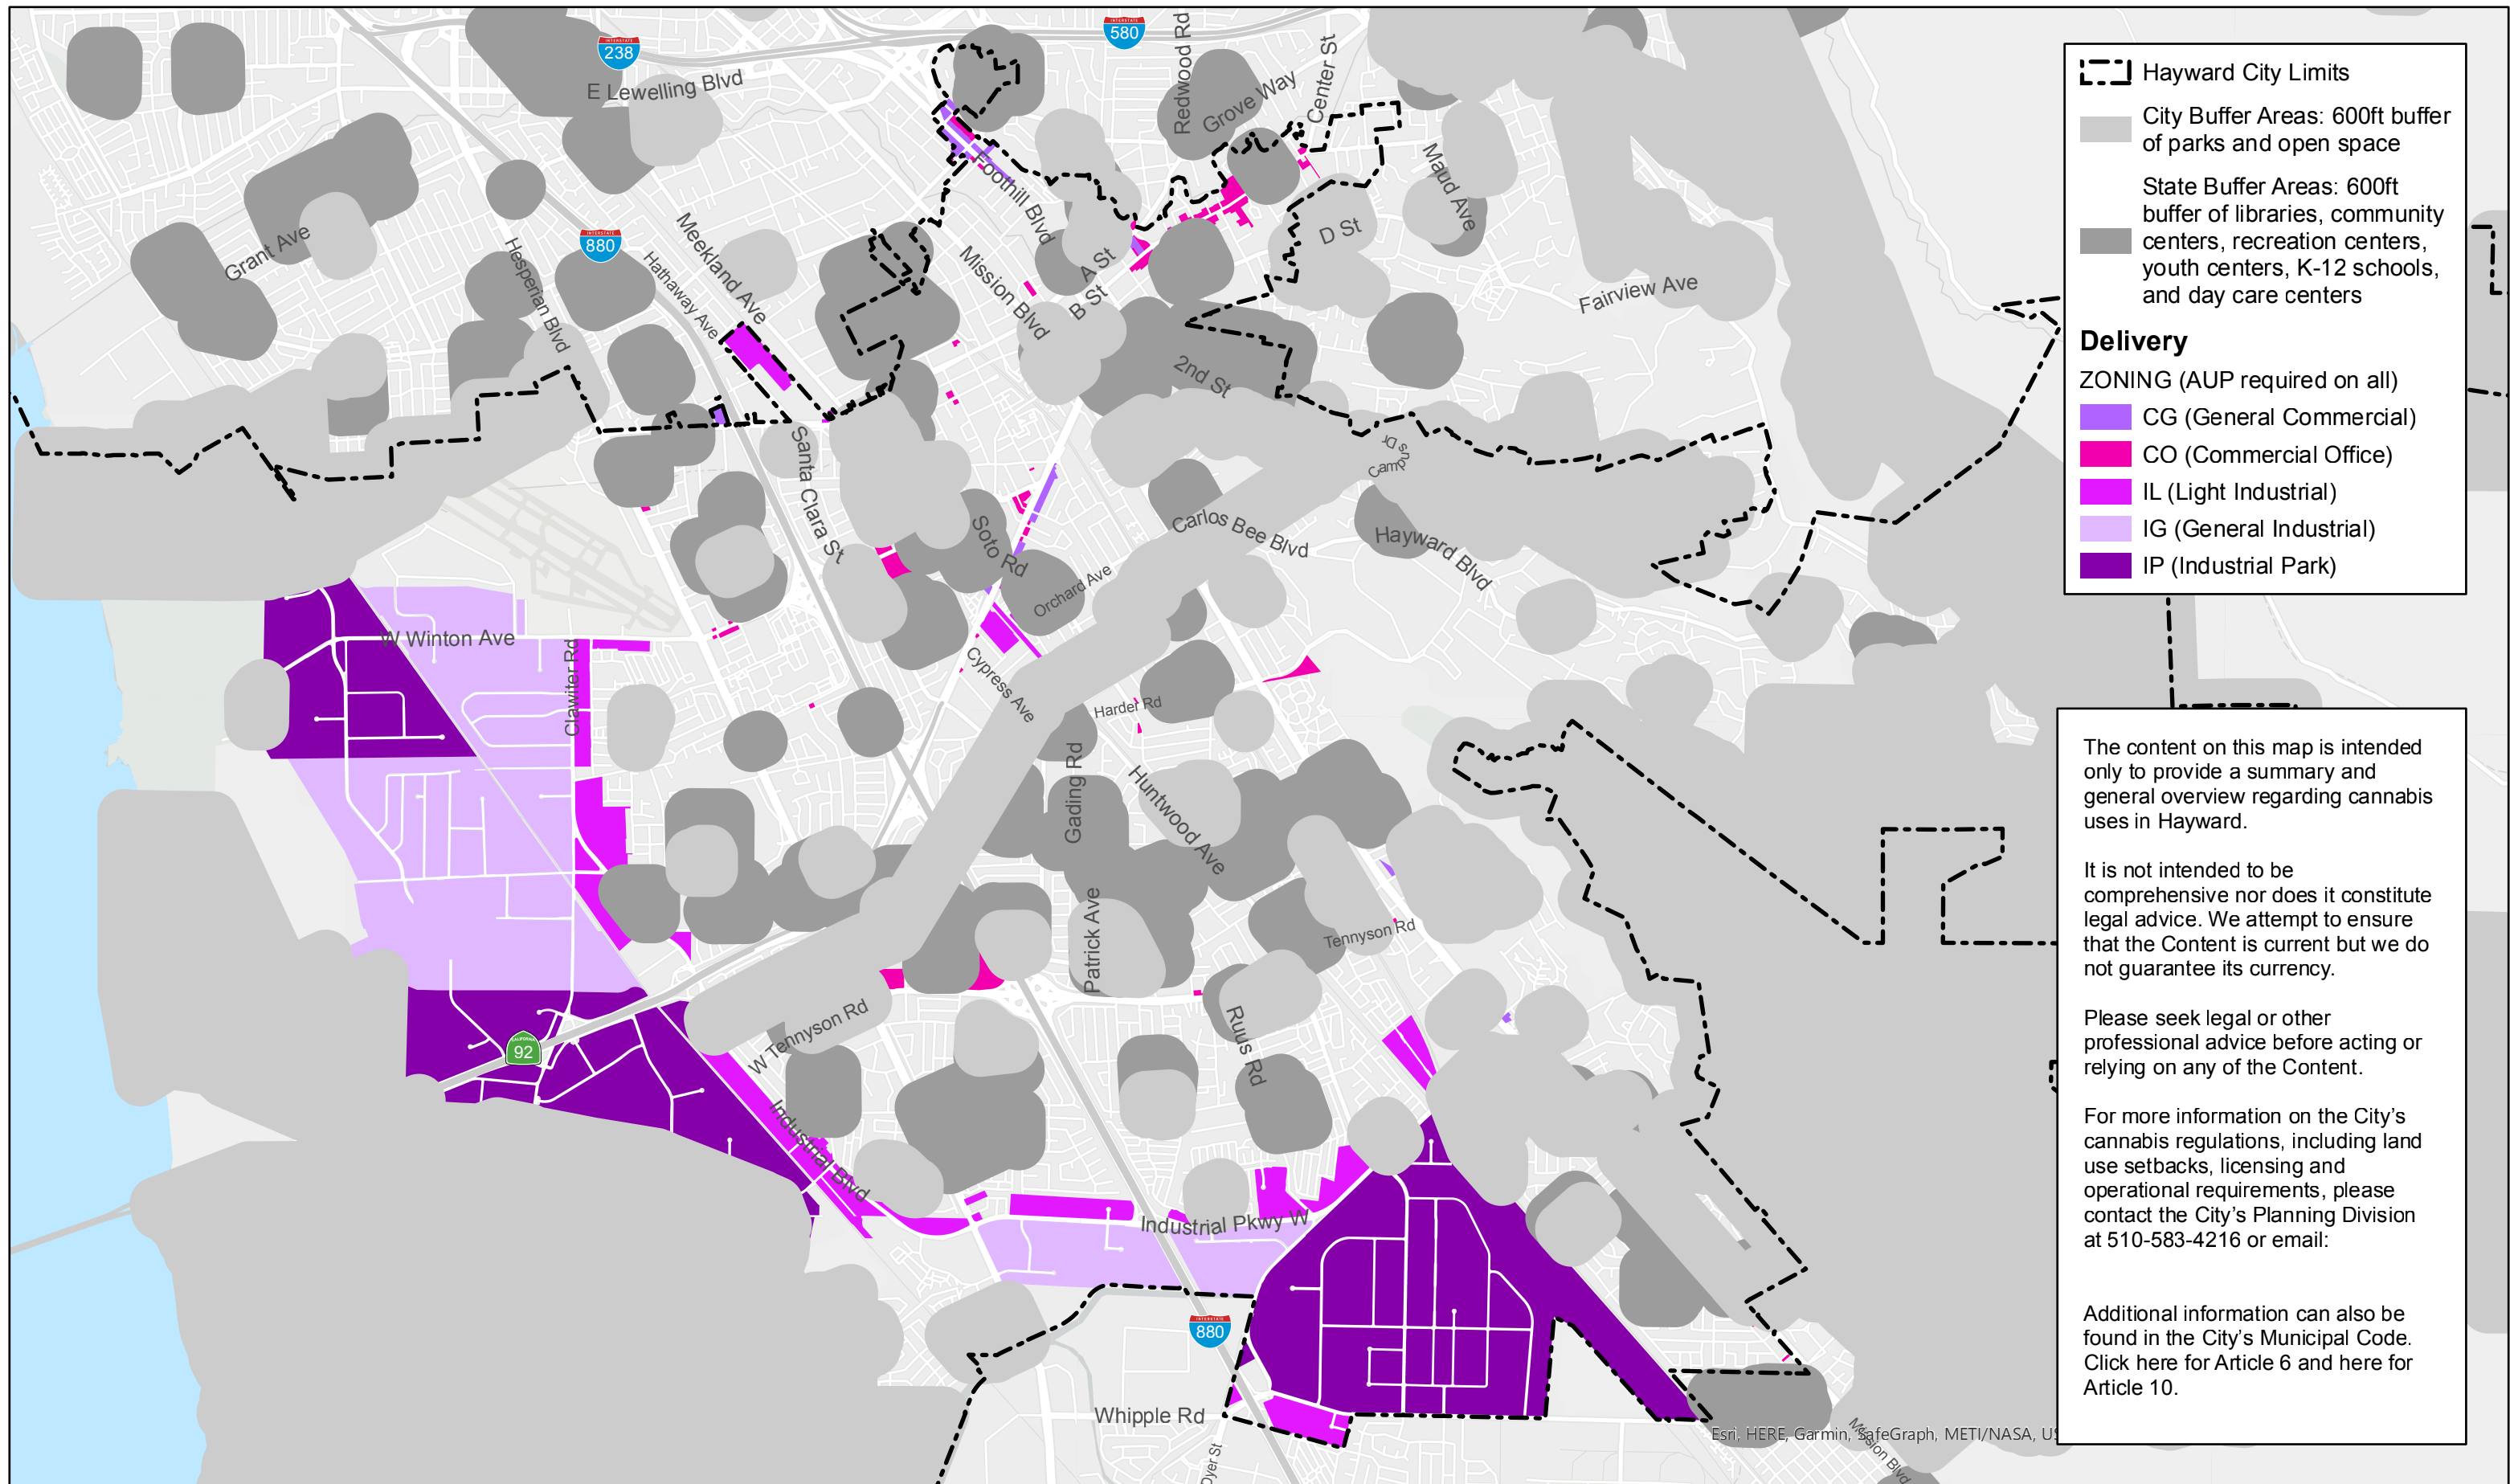 INTERSTATE
238
INTERSTATE
580
E Lewelling Blvd
Redwood Rd
Grove Way
Center St
Foothill Blvd
Maud Ave
D St
Grant Ave
INTERSTATE
880
Hesperian Blvd
Hathaway Ave
Meekland Ave
Mission Blvd
A St
B St
Fairview Ave
2nd St
Campus Dr
Santa Clara St
Soto Rd
Carlos Bee Blvd
Hayward Blvd
Orchard Ave
W Winton Ave
Clawiter Rd
Cypress Ave
Harder Rd
Gading Rd
Huntwood Ave
Patrick Ave
Tennyson Rd
CALIFORNIA
92
W Tennyson Rd
Ruus Rd
Industrial Blvd
Industrial Pkwy W
INTERSTATE
880
Whipple Rd
Dyer St
Mission Blvd
Esri, HERE, Garmin, SafeGraph, METI/NASA, US
Hayward City Limits
City Buffer Areas: 600ft buffer
of parks and open space
State Buffer Areas: 600ft
buffer of libraries, community
centers, recreation centers,
youth centers, K-12 schools,
and day care centers
Delivery
ZONING (AUP required on all)
CG (General Commercial)
CO (Commercial Office)
IL (Light Industrial)
IG (General Industrial)
IP (Industrial Park)
The content on this map is intended
only to provide a summary and
general overview regarding cannabis
uses in Hayward.
It is not intended to be
comprehensive nor does it constitute
legal advice. We attempt to ensure
that the Content is current but we do
not guarantee its currency.
Please seek legal or other
professional advice before acting or
relying on any of the Content.
For more information on the City’s
cannabis regulations, including land
use setbacks, licensing and
operational requirements, please
contact the City’s Planning Division
at 510-583-4216 or email:
Additional information can also be
found in the City’s Municipal Code.
Click here for Article 6 and here for
Article 10.